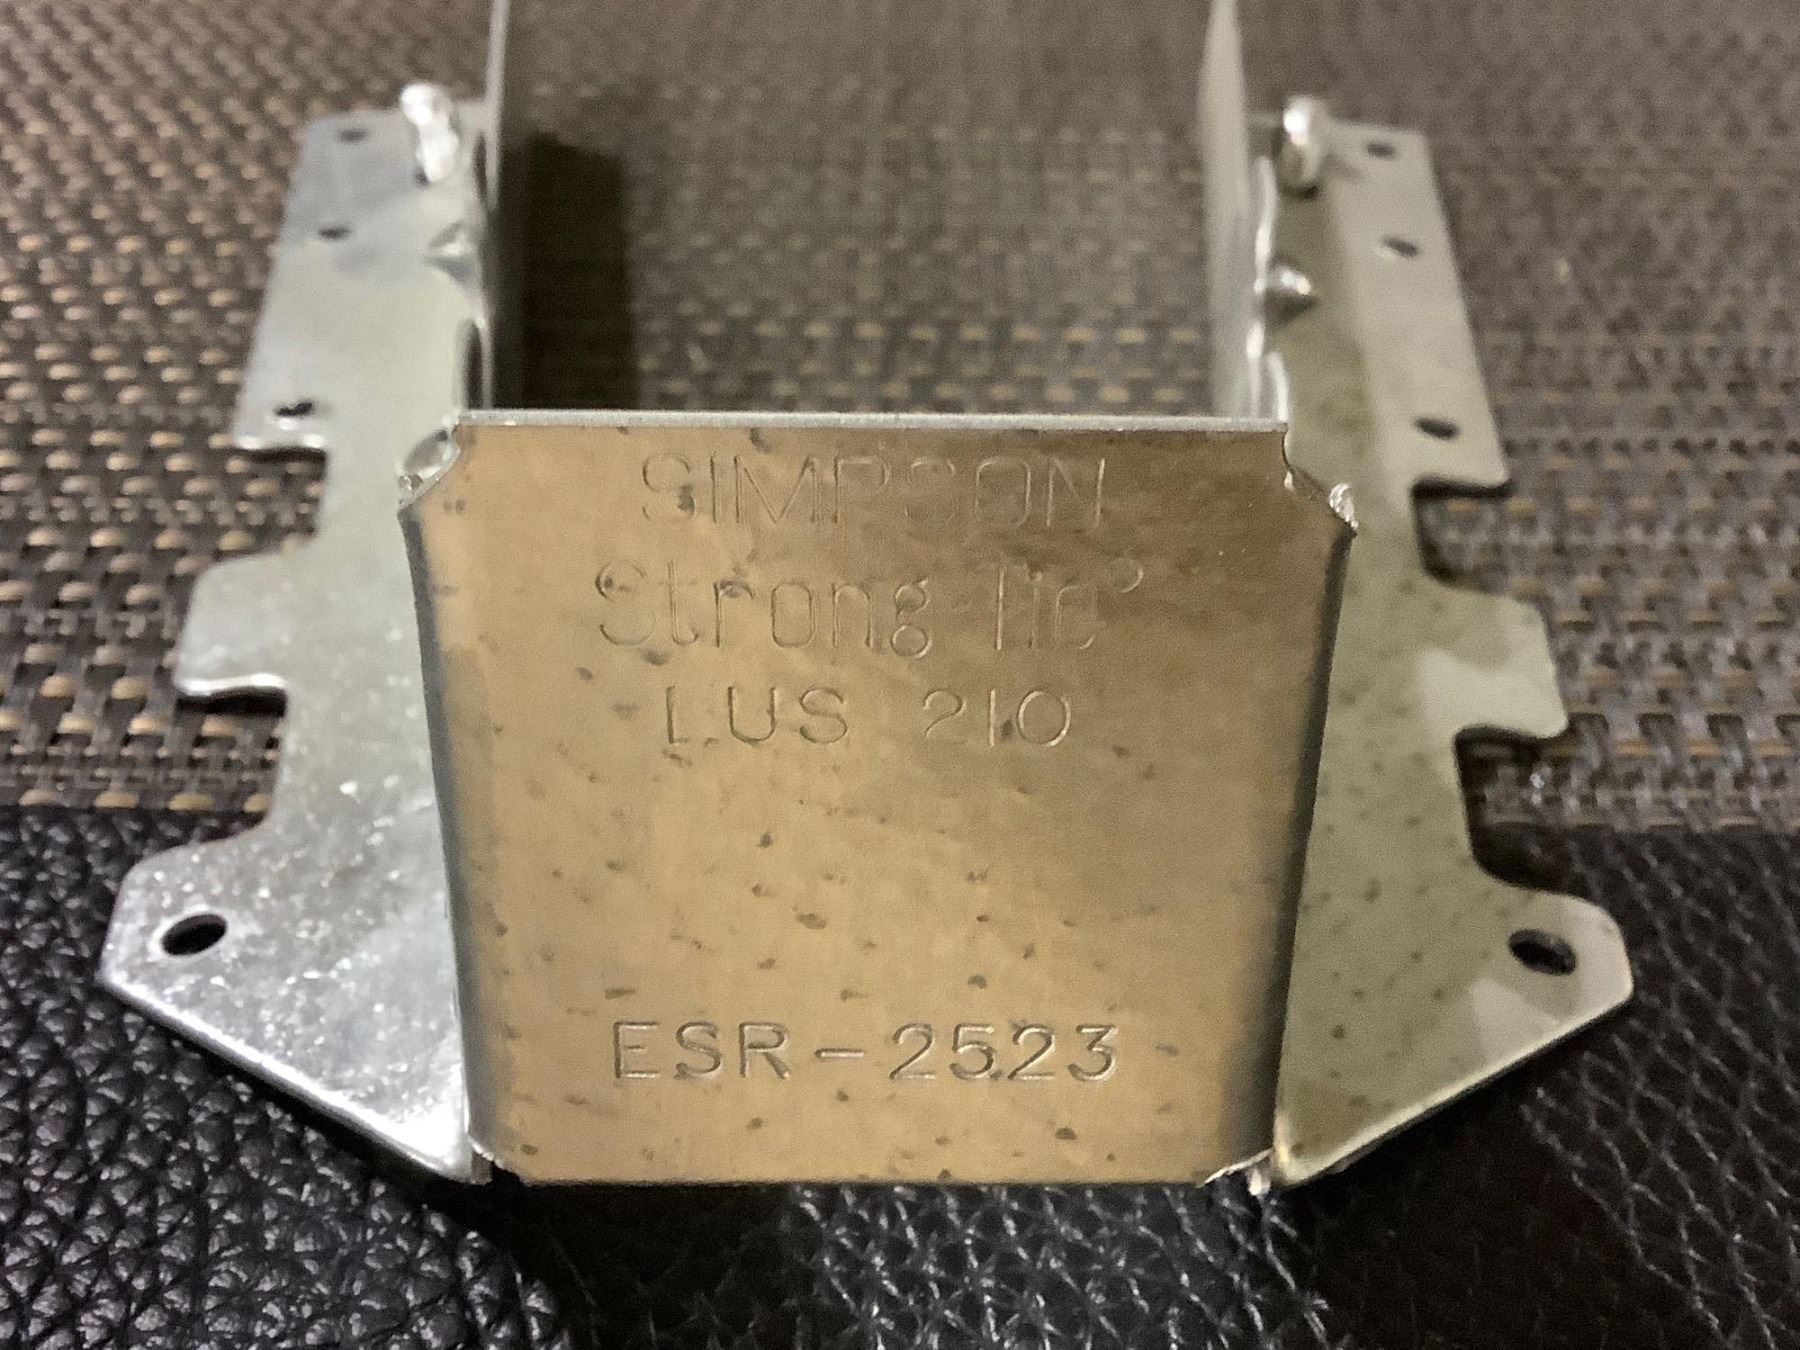 SIMPSON
Strong-Tie®
LUS 210
ESR-2523